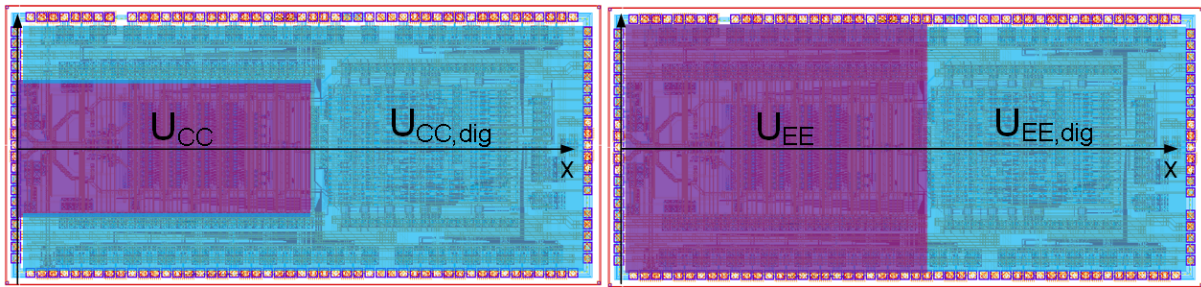 U_CC
U_CC,dig
x
U_EE
U_EE,dig
x